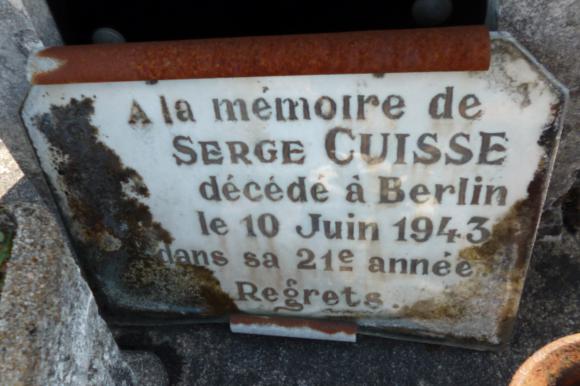 A la mémoire de
SERGE CUISSE
décédé à Berlin
le 10 Juin 1943
dans sa 21e année
Regrets.